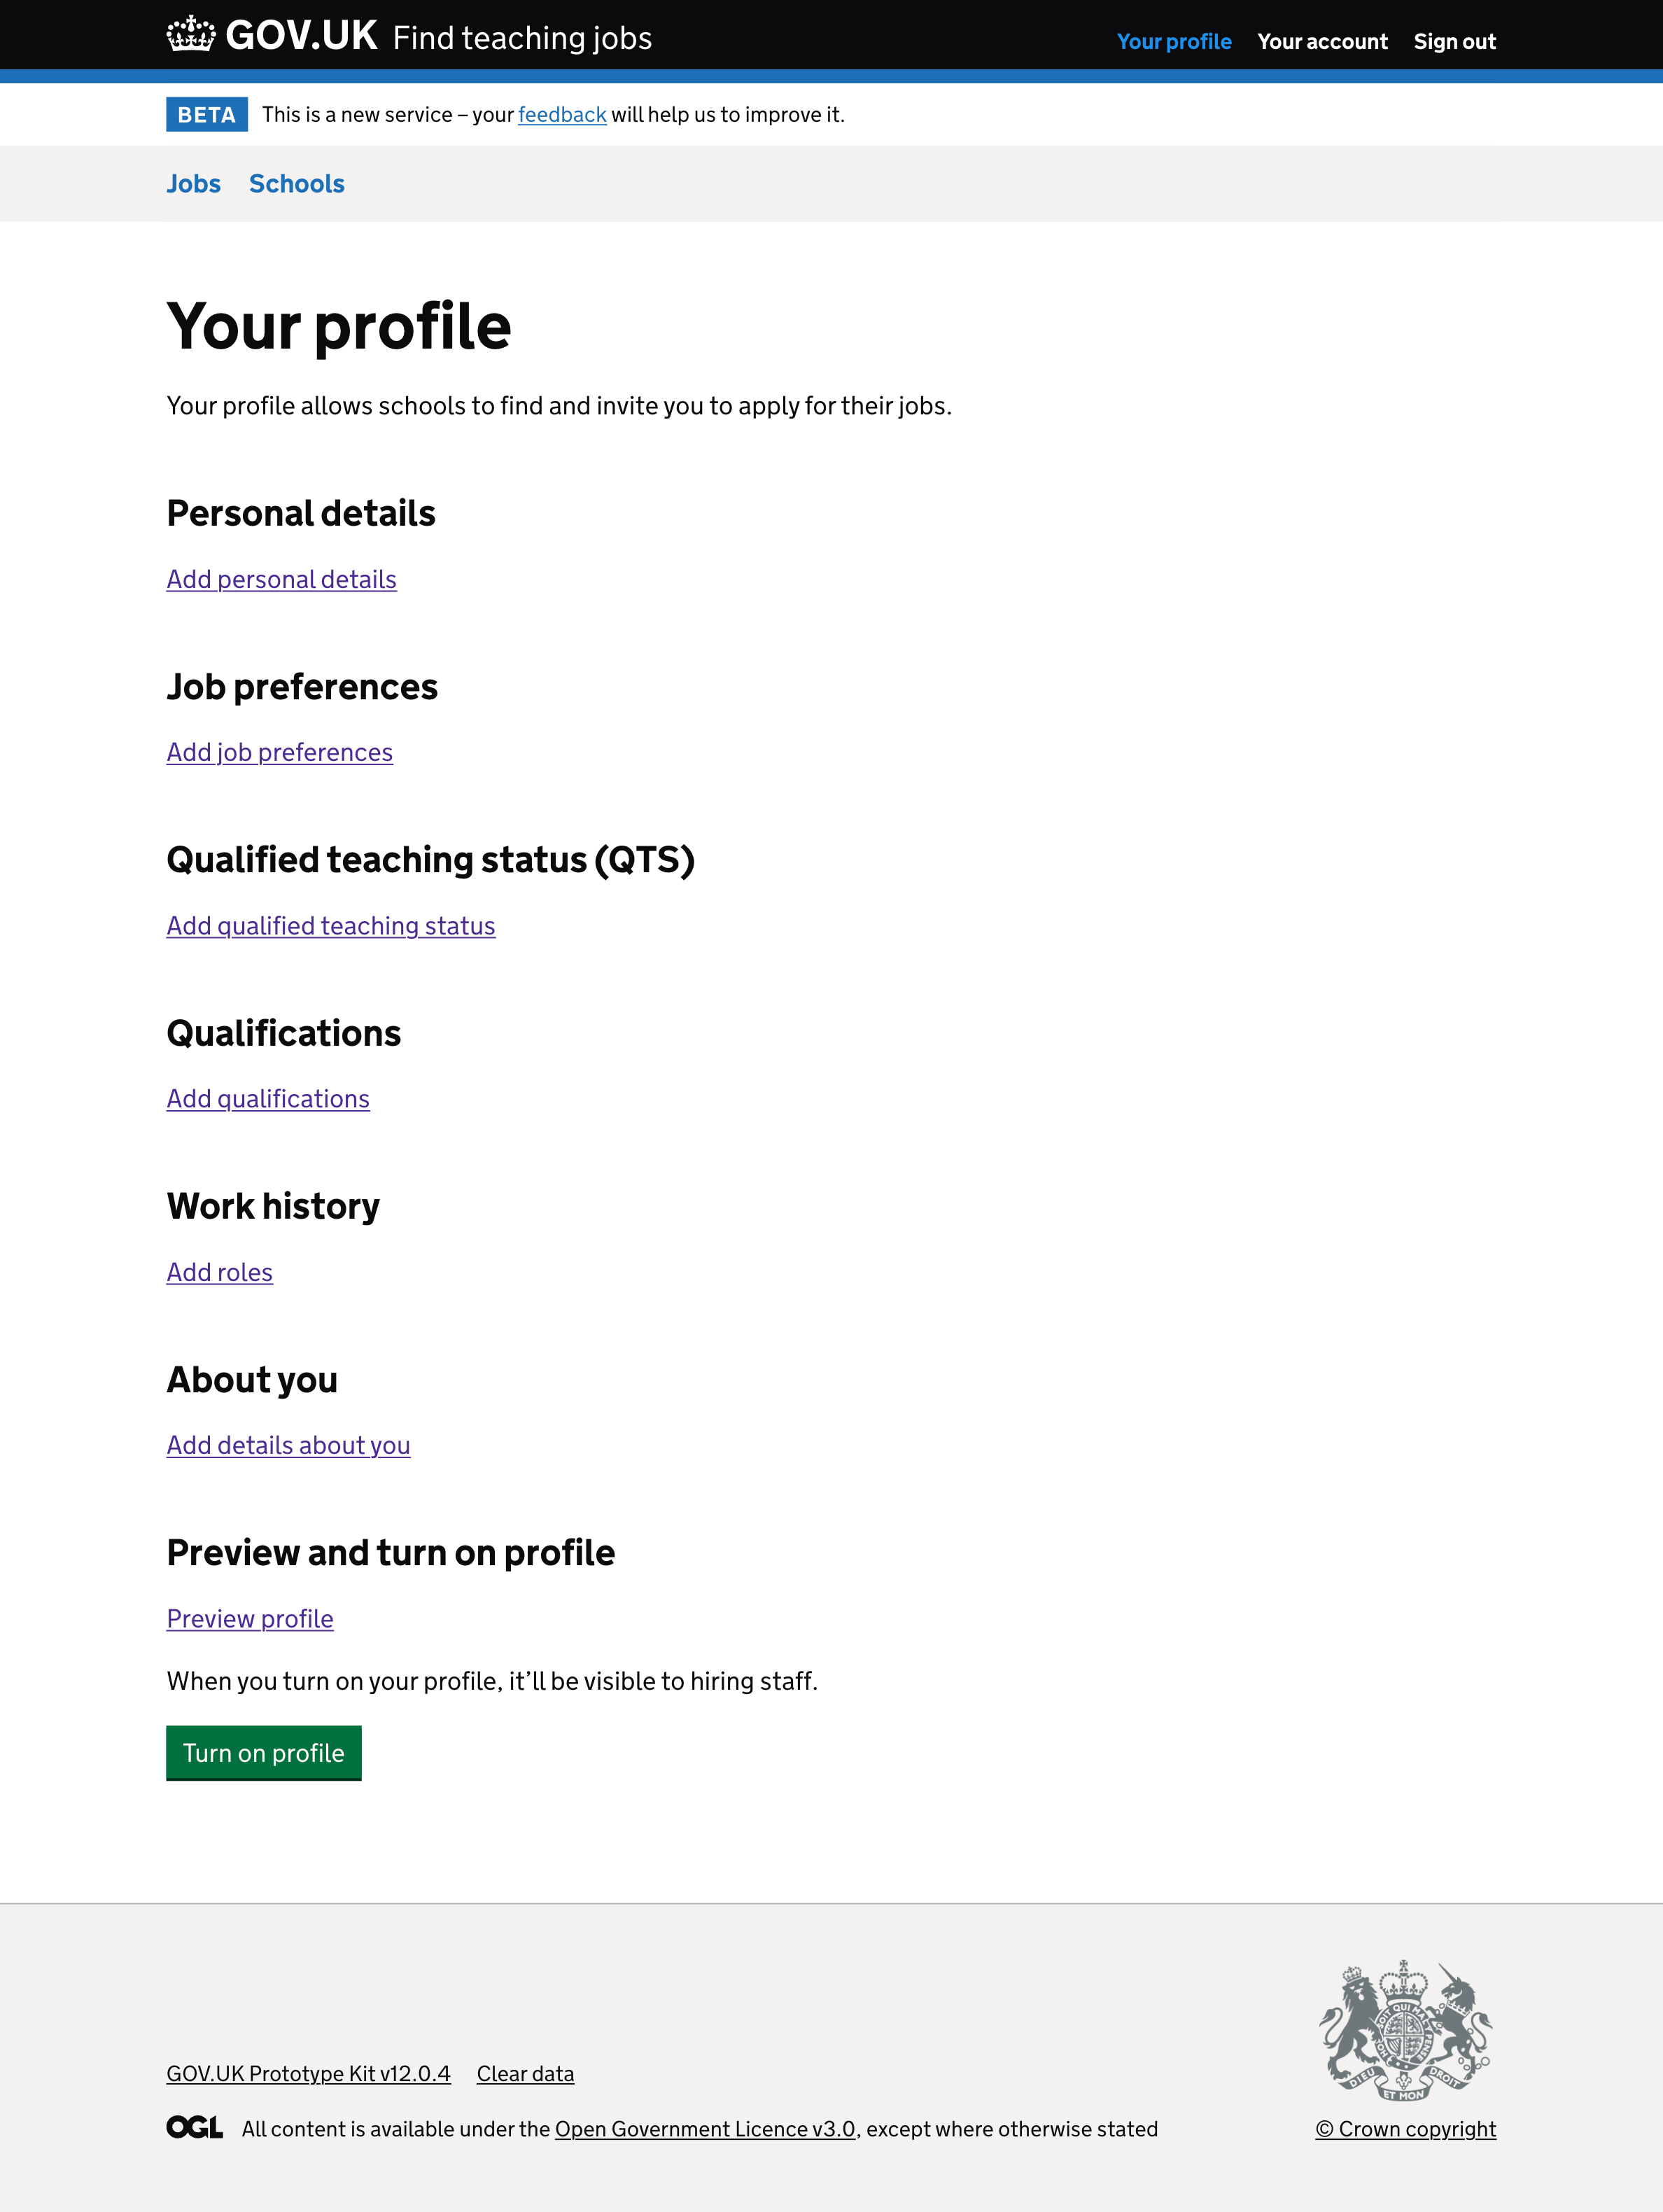 GOV.UK Find teaching jobs
Your profile Your account Sign out
BETA This is a new service – your feedback will help us to improve it.
Jobs Schools
Your profile
Your profile allows schools to find and invite you to apply for their jobs.
Personal details
Add personal details
Job preferences
Add job preferences
Qualified teaching status (QTS)
Add qualified teaching status
Qualifications
Add qualifications
Work history
Add roles
About you
Add details about you
Preview and turn on profile
Preview profile
When you turn on your profile, it’ll be visible to hiring staff.
Turn on profile
GOV.UK Prototype Kit v12.0.4 Clear data
OGL All content is available under the Open Government Licence v3.0, except where otherwise stated
DIEU ET MON DROIT
© Crown copyright